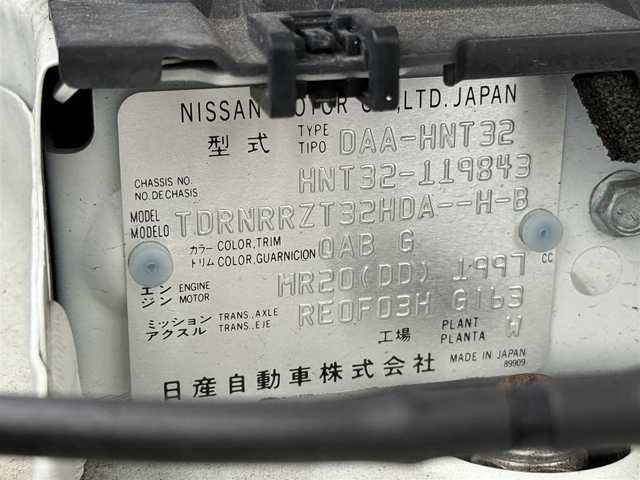 NISSAN MOTOR CO., LTD. JAPAN
型式 TYPE TIPO DAA-HNT32
CHASSIS NO. NO. DE CHASIS HNT32-119843
MODEL MODELO TDRNRRZT32HDA--H-B
カラー COLOR, TRIM トリム COLOR, GUARNICION QAB G
エンジン ENGINE MOTOR MR20(DD) 1997 CC
ミッション アクスル TRANS., AXLE TRANS., EJE RE0F03H G163
工場 PLANT PLANTA W
日産自動車株式会社 MADE IN JAPAN
89909